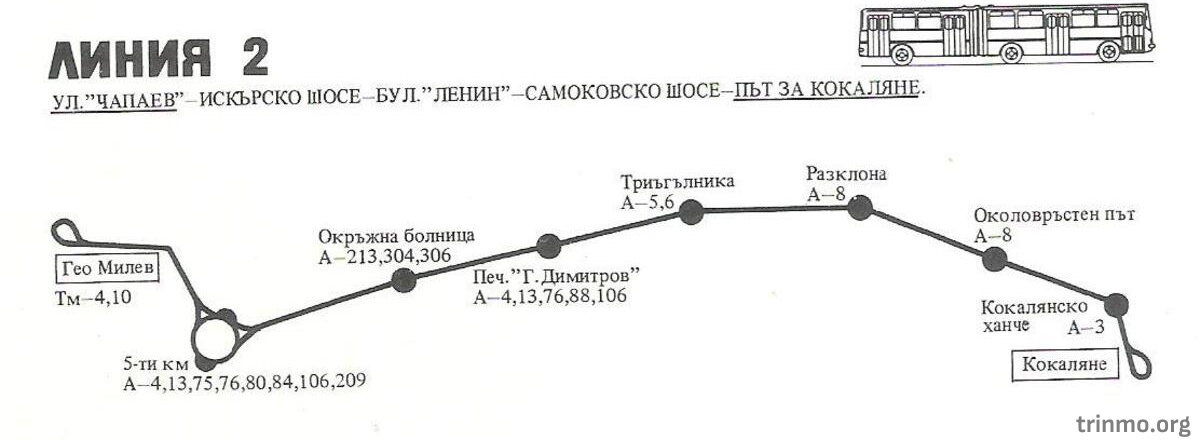 ЛИНИЯ 2
УЛ."ЧАПАЕВ"–ИСКЪРСКО ШОСЕ–БУЛ."ЛЕНИН"–САМОКОВСКО ШОСЕ–ПЪТ ЗА КОКАЛЯНЕ.
Гео Милев
Тм–4,10
5-ти км
А–4,13,75,76,80,84,106,209
Окръжна болница
А–213,304,306
Печ."Г.Димитров"
А–4,13,76,88,106
Триъгълника
А–5,6
Разклона
А–8
Околовръстен път
А–8
Кокалянско
ханче А–3
Кокаляне
trinmo.org